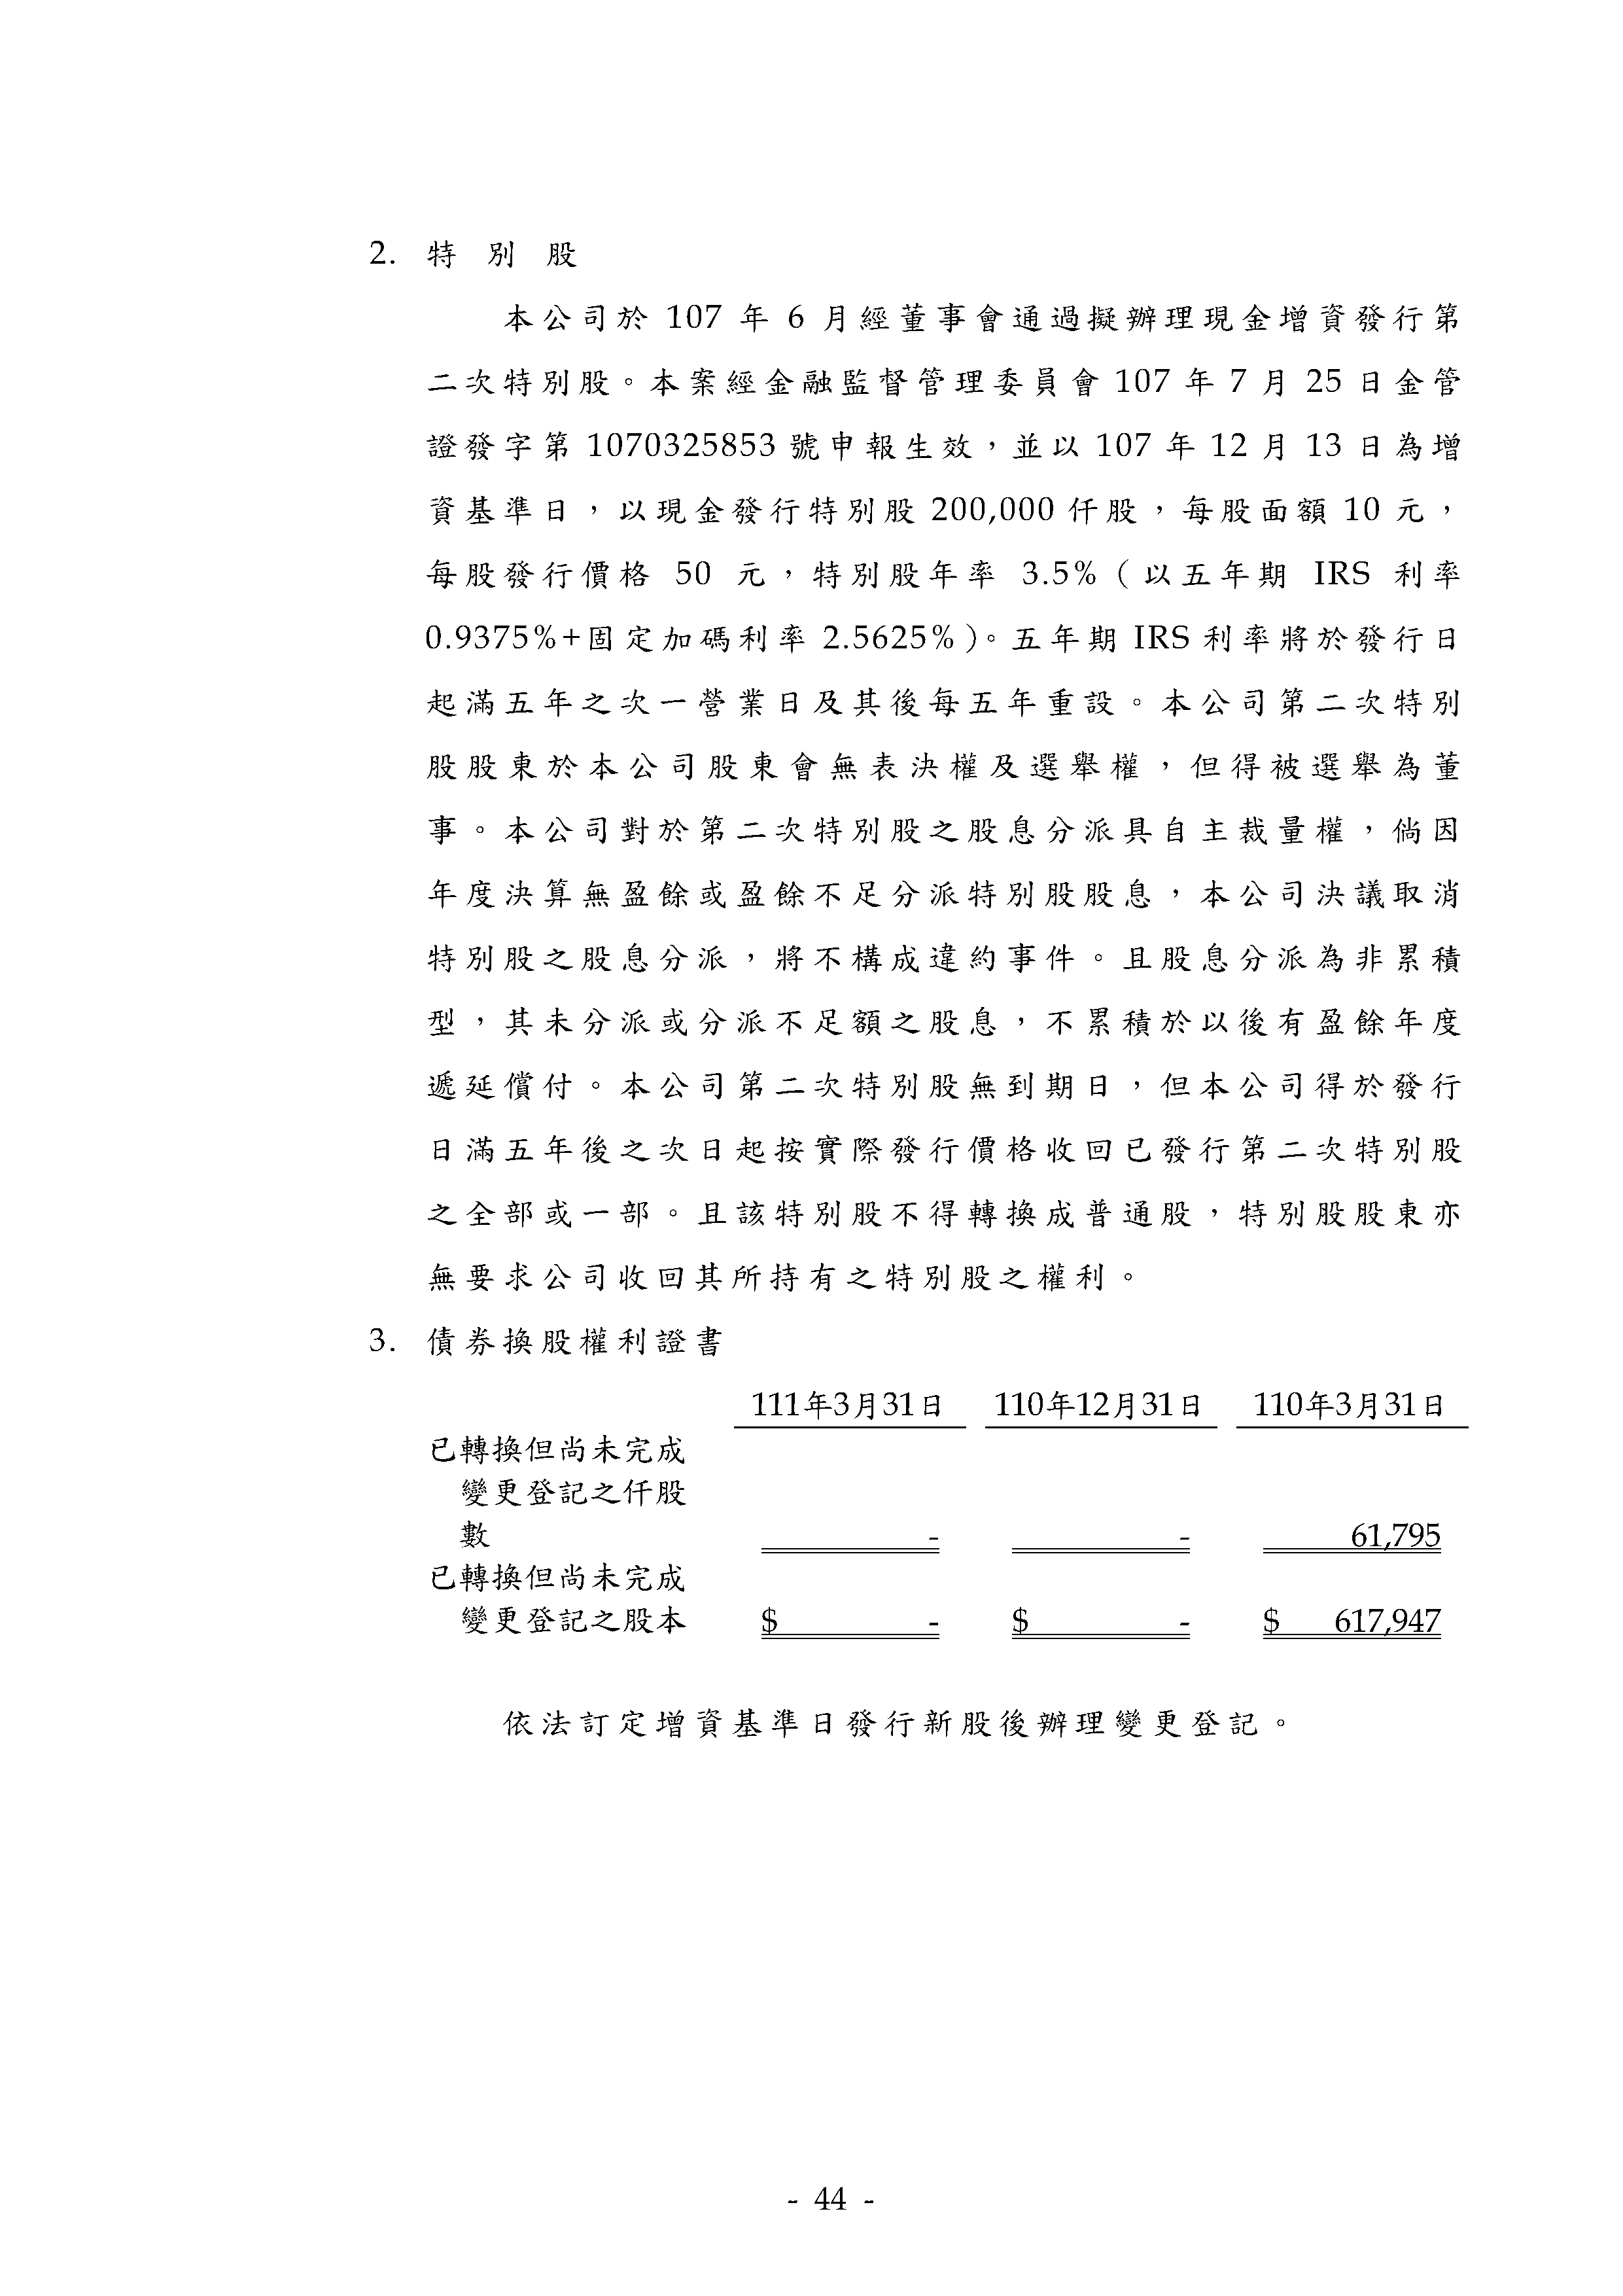 2. 特別股
本公司於 107 年 6 月經董事會通過擬辦理現金增資發行第
二次特別股。本案經金融監督管理委員會 107 年 7 月 25 日金管
證發字第 1070325853 號申報生效，並以 107 年 12 月 13 日為增
資基準日，以現金發行特別股 200,000 仟股，每股面額 10 元，
每股發行價格 50 元，特別股年率 3.5%（以五年期 IRS 利率
0.9375%+固定加碼利率 2.5625%）。五年期 IRS 利率將於發行日
起滿五年之次一營業日及其後每五年重設。本公司第二次特別
股股東於本公司股東會無表決權及選舉權，但得被選舉為董
事。本公司對於第二次特別股之股息分派具自主裁量權，倘因
年度決算無盈餘或盈餘不足分派特別股股息，本公司決議取消
特別股之股息分派，將不構成違約事件。且股息分派為非累積
型，其未分派或分派不足額之股息，不累積於以後有盈餘年度
遞延償付。本公司第二次特別股無到期日，但本公司得於發行
日滿五年後之次日起按實際發行價格收回已發行第二次特別股
之全部或一部。且該特別股不得轉換成普通股，特別股股東亦
無要求公司收回其所持有之特別股之權利。
3. 債券換股權利證書
111年3月31日 110年12月31日 110年3月31日
已轉換但尚未完成
變更登記之仟股
數 - - 61,795
已轉換但尚未完成
變更登記之股本 $ - $ - $ 617,947
依法訂定增資基準日發行新股後辦理變更登記。
- 44 -